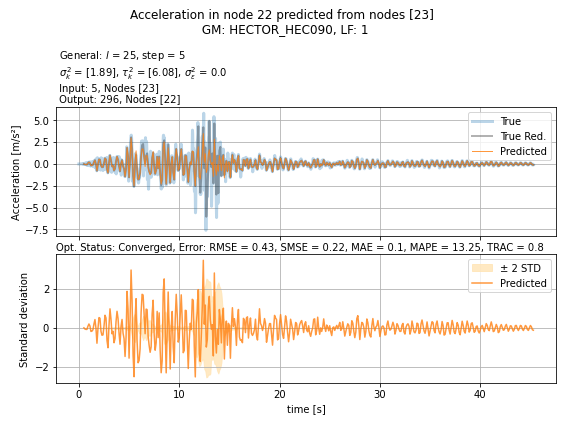 Acceleration in node 22 predicted from nodes [23]
GM: HECTOR_HEC090, LF: 1
General: l = 25, step = 5
σ²ₖ = [1.89], τ²ₖ = [6.08], σ²ε = 0.0
Input: 5, Nodes [23]
Output: 296, Nodes [22]
Acceleration [m/s²]
5.0
2.5
0.0
−2.5
−5.0
−7.5
True
True Red.
Predicted
Opt. Status: Converged, Error: RMSE = 0.43, SMSE = 0.22, MAE = 0.1, MAPE = 13.25, TRAC = 0.8
Standard deviation
2
0
−2
± 2 STD
Predicted
0 10 20 30 40
time [s]